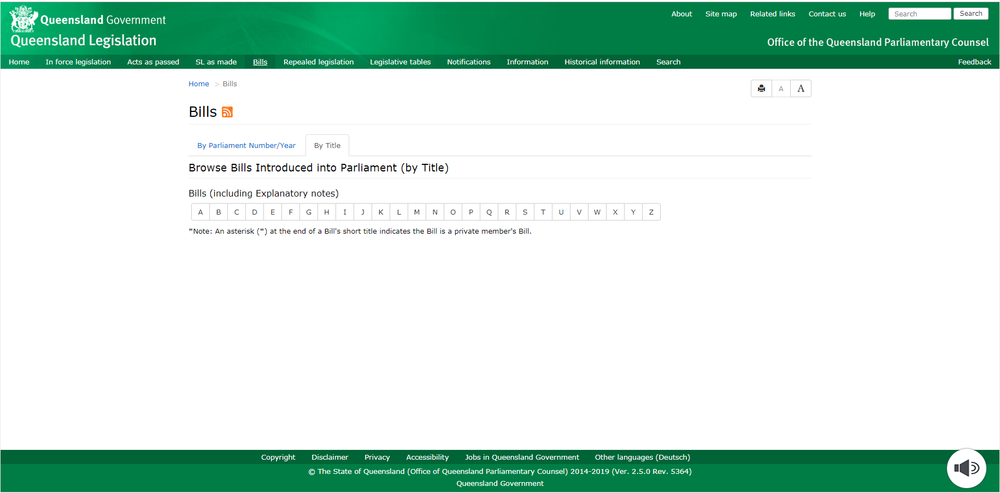 Queensland Government
Queensland Legislation
About Site map Related links Contact us Help Search Search
Office of the Queensland Parliamentary Counsel
Home In force legislation Acts as passed SL as made Bills Repealed legislation Legislative tables Notifications Information Historical information Search Feedback
Home > Bills
A A
Bills
By Parliament Number/Year By Title
Browse Bills Introduced into Parliament (by Title)
Bills (including Explanatory notes)
A B C D E F G H I J K L M N O P Q R S T U V W X Y Z
*Note: An asterisk (*) at the end of a Bill's short title indicates the Bill is a private member's Bill.
Copyright Disclaimer Privacy Accessibility Jobs in Queensland Government Other languages (Deutsch)
© The State of Queensland (Office of Queensland Parliamentary Counsel) 2014-2019 (Ver. 2.5.0 Rev. 5364)
Queensland Government